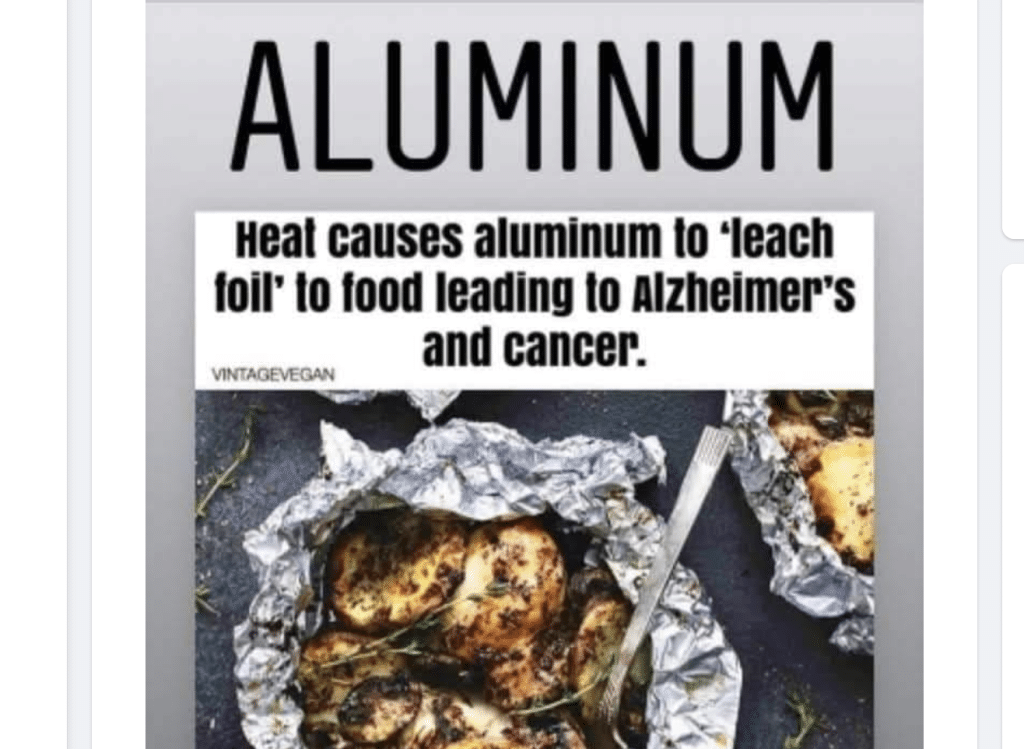 ALUMINUM
Heat causes aluminum to ‘leach
foil’ to food leading to Alzheimer’s
and cancer.
VINTAGEVEGAN